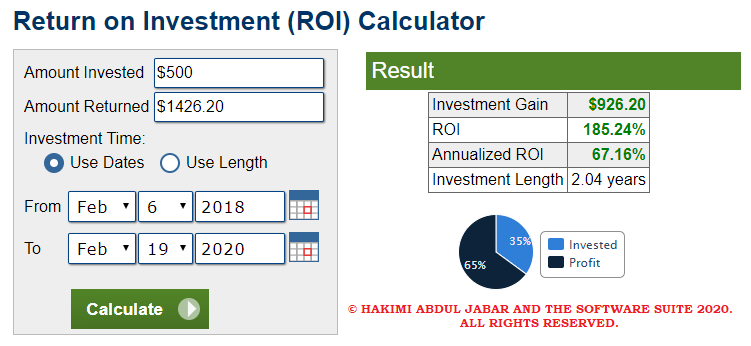 Return on Investment (ROI) Calculator
Amount Invested $500
Amount Returned $1426.20
Investment Time:
Use Dates Use Length
From Feb 6 2018
To Feb 19 2020
Calculate
Result
Investment Gain $926.20
ROI 185.24%
Annualized ROI 67.16%
Investment Length 2.04 years
35%
65%
Invested
Profit
© HAKIMI ABDUL JABAR AND THE SOFTWARE SUITE 2020.
ALL RIGHTS RESERVED.